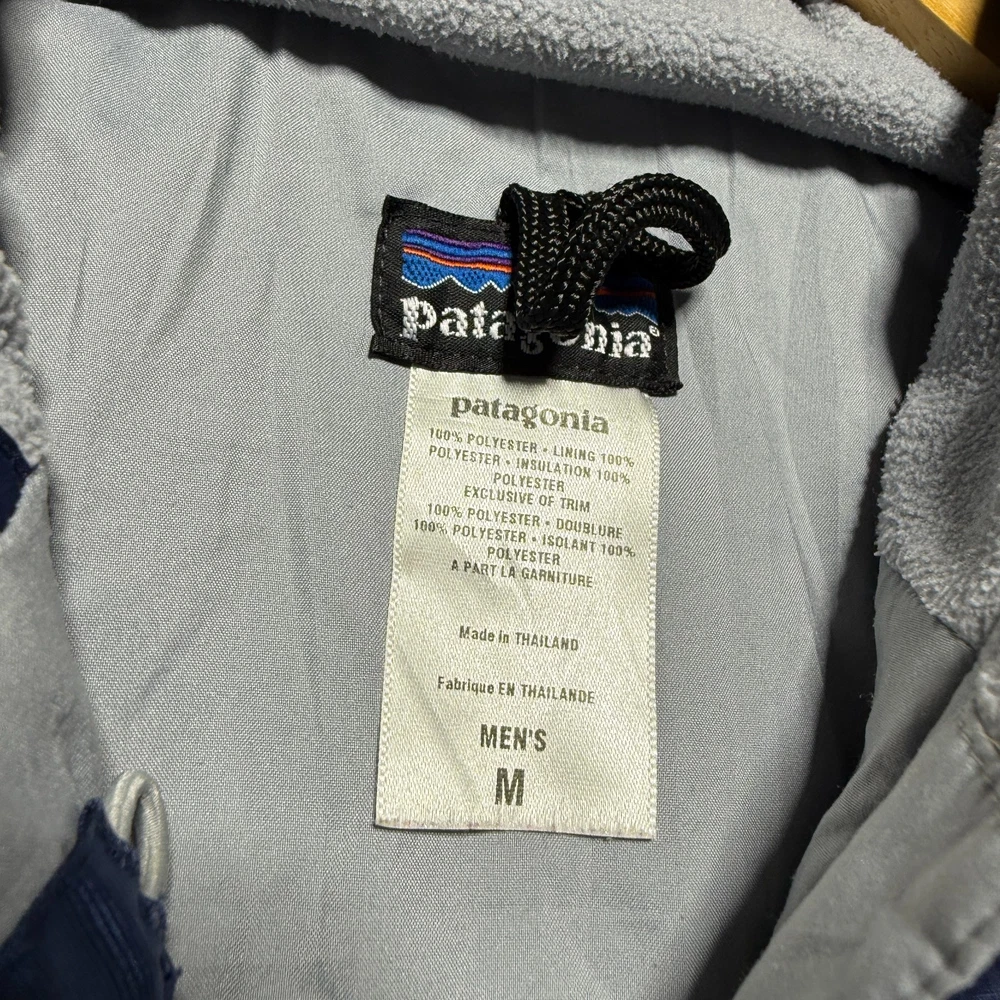 patagonia®
patagonia
100% POLYESTER • LINING 100%
POLYESTER • INSULATION 100%
POLYESTER
EXCLUSIVE OF TRIM
100% POLYESTER • DOUBLURE
100% POLYESTER • ISOLANT 100%
POLYESTER
A PART LA GARNITURE
Made in THAILAND
Fabrique EN THAILANDE
MEN'S
M